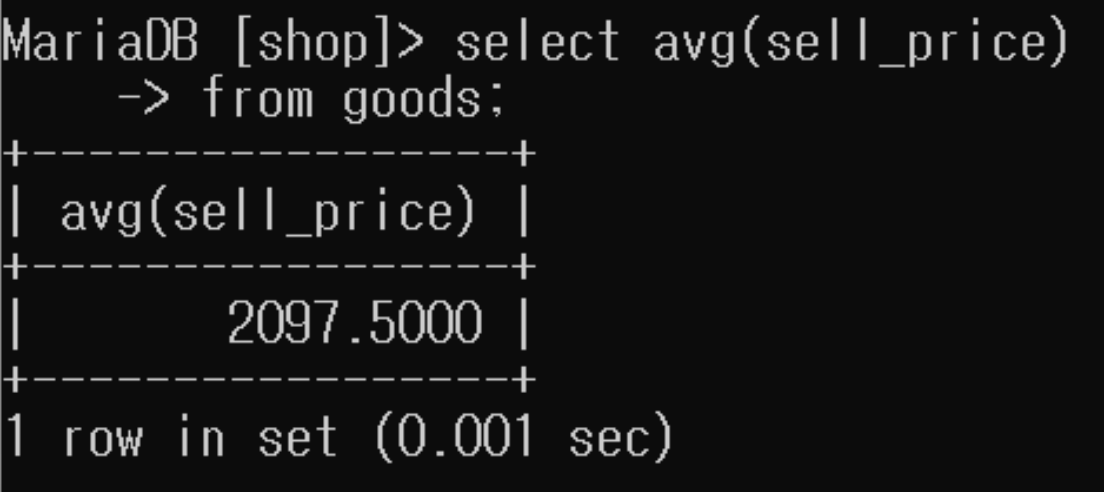 MariaDB [shop]> select avg(sell_price)
    -> from goods;
+-----------------+
| avg(sell_price) |
+-----------------+
|       2097.5000 |
+-----------------+
1 row in set (0.001 sec)